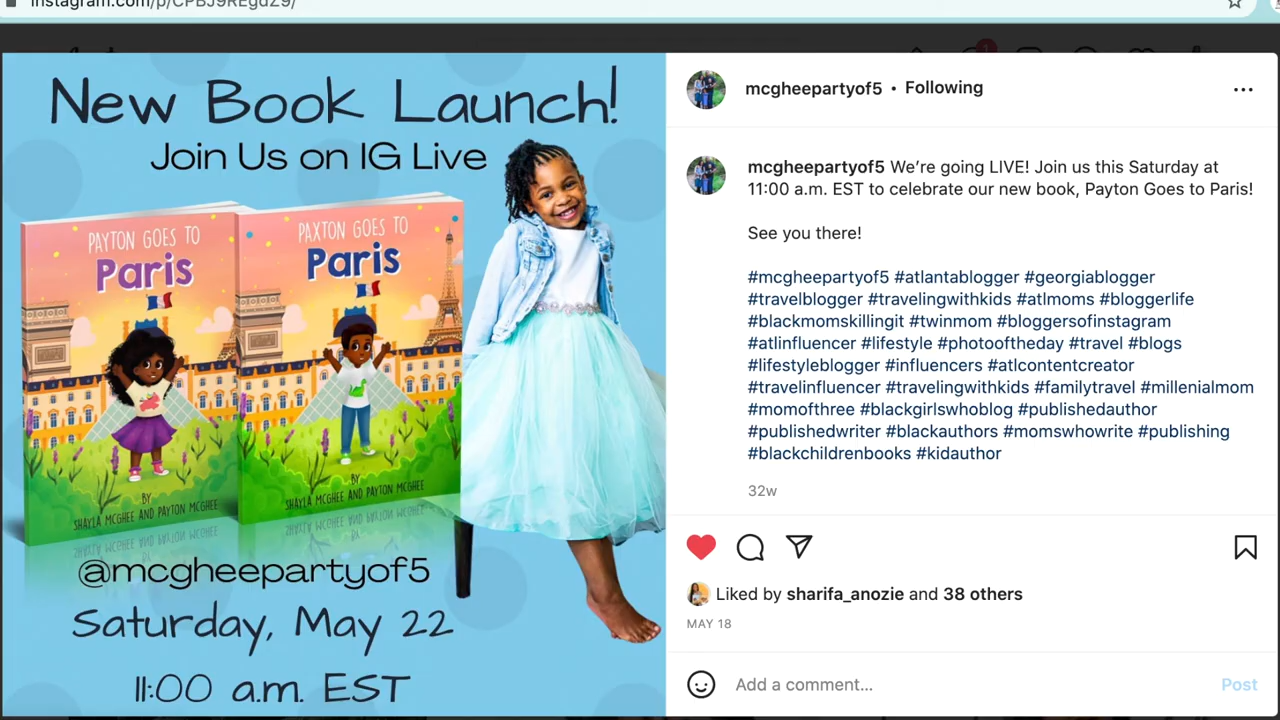 instagram.com/p/CPBJ9REgdZ9/
New Book Launch!
Join Us on IG Live
PAYTON GOES TO
Paris
BY
SHAYLA MCGHEE AND PAYTON MCGHEE
PAXTON GOES TO
Paris
BY
SHAYLA MCGHEE AND PAYTON MCGHEE
@mcgheepartyof5
Saturday, May 22
11:00 a.m. EST
mcgheepartyof5 • Following
mcgheepartyof5 We’re going LIVE! Join us this Saturday at
11:00 a.m. EST to celebrate our new book, Payton Goes to Paris!
See you there!
#mcgheepartyof5 #atlantablogger #georgiablogger
#travelblogger #travelingwithkids #atlmoms #bloggerlife
#blackmomskillingit #twinmom #bloggersofinstagram
#atlinfluencer #lifestyle #photooftheday #travel #blogs
#lifestyleblogger #influencers #atlcontentcreator
#travelinfluencer #travelingwithkids #familytravel #millenialmom
#momofthree #blackgirlswhoblog #publishedauthor
#publishedwriter #blackauthors #momswhowrite #publishing
#blackchildrenbooks #kidauthor
32w
Liked by sharifa_anozie and 38 others
MAY 18
Add a comment...
Post